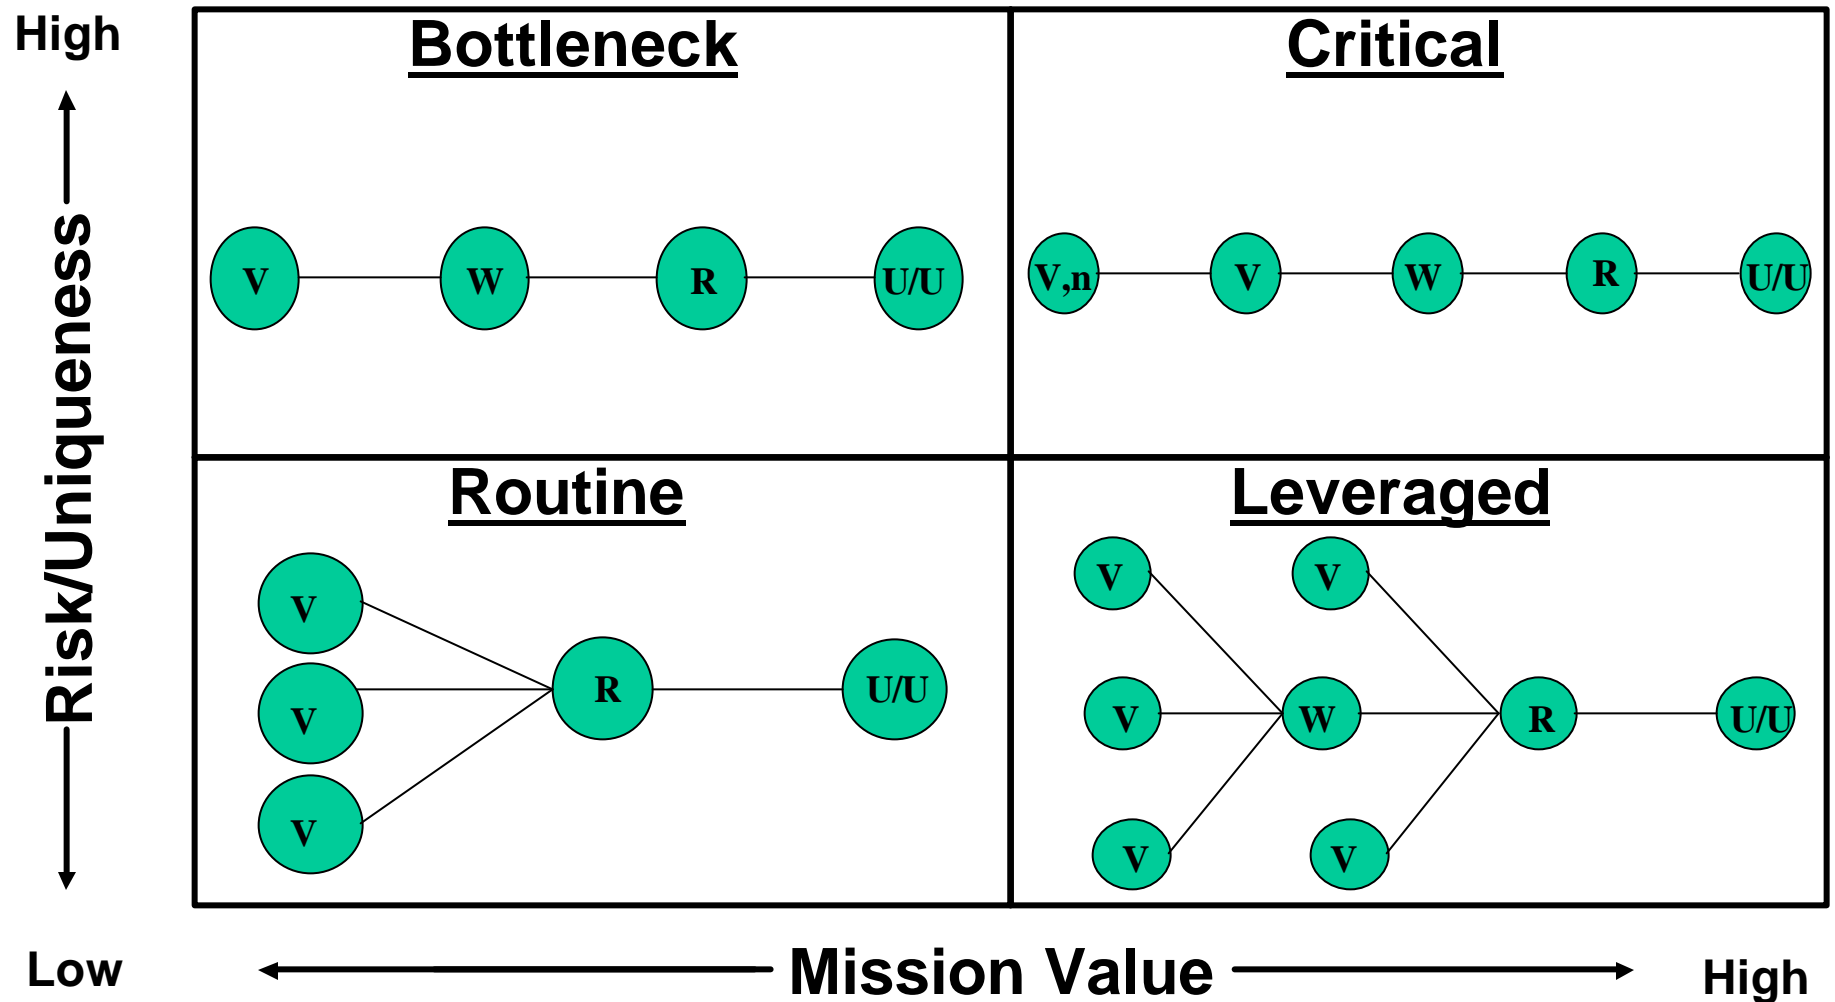 High
Bottleneck
Critical
Risk/Uniqueness
V W R U/U
V,n V W R U/U
Routine
Leveraged
V
V
V
R
U/U
V V
V W R U/U
V V
Low
Mission Value
High